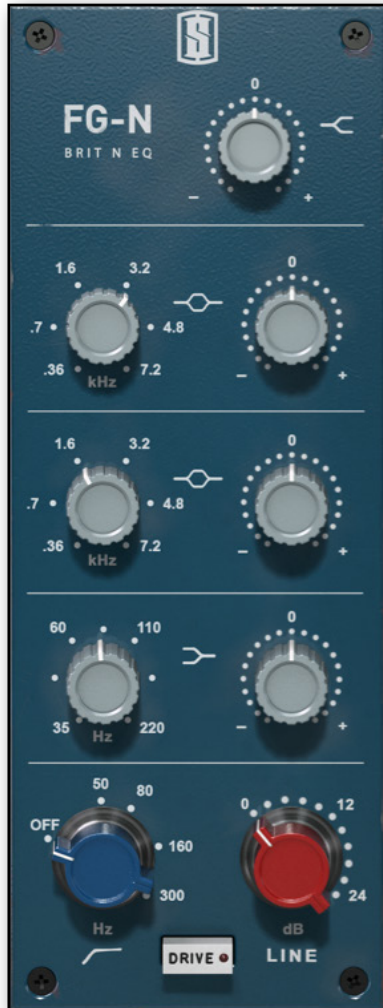 0
FG-N
BRIT N EQ
- +
1.6 3.2 0
.7 4.8
.36 kHz 7.2 - +
1.6 3.2 0
.7 4.8
.36 kHz 7.2 - +
60 110 0
35 Hz 220 - +
50 80 0 12
OFF 160
300 24
Hz dB
DRIVE LINE